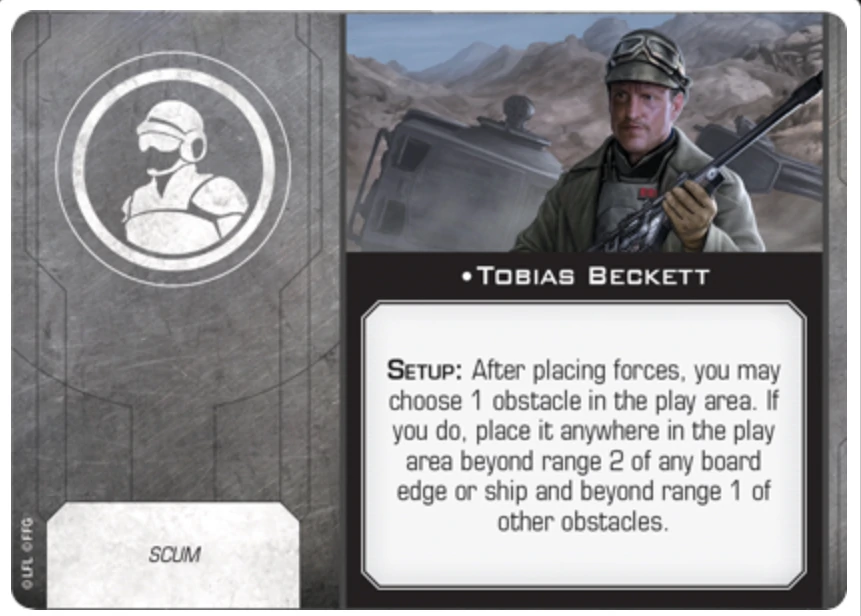 •Tobias Beckett
Setup: After placing forces, you may
choose 1 obstacle in the play area. If
you do, place it anywhere in the play
area beyond range 2 of any board
edge or ship and beyond range 1 of
other obstacles.
SCUM
©LFL ©FFG